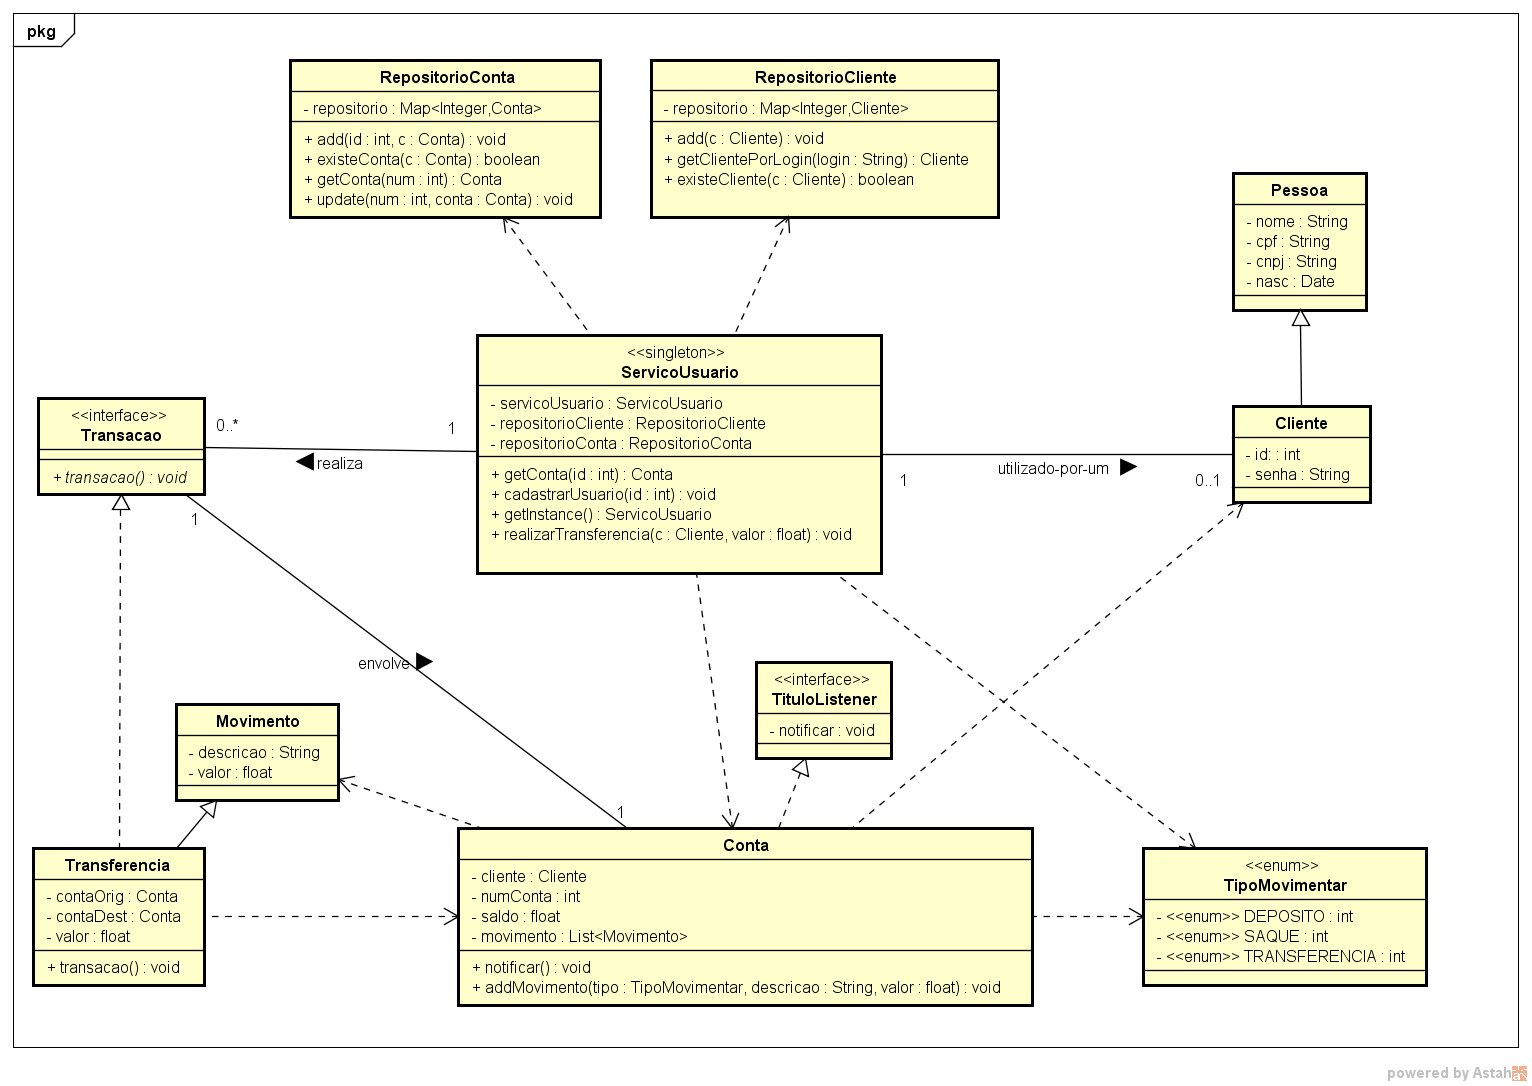 pkg
RepositorioConta
- repositorio : Map<Integer,Conta>
+ add(id : int, c : Conta) : void
+ existeConta(c : Conta) : boolean
+ getConta(num : int) : Conta
+ update(num : int, conta : Conta) : void
RepositorioCliente
- repositorio : Map<Integer,Cliente>
+ add(c : Cliente) : void
+ getClientePorLogin(login : String) : Cliente
+ existeCliente(c : Cliente) : boolean
Pessoa
- nome : String
- cpf : String
- cnpj : String
- nasc : Date
<<singleton>>
ServicoUsuario
- servicoUsuario : ServicoUsuario
- repositorioCliente : RepositorioCliente
- repositorioConta : RepositorioConta
+ getConta(id : int) : Conta
+ cadastrarUsuario(id : int) : void
+ getInstance() : ServicoUsuario
+ realizarTransferencia(c : Cliente, valor : float) : void
<<interface>>
Transacao
+ transacao() : void
0..*
1
realiza
1
utilizado-por-um
0..1
Cliente
- id: : int
- senha : String
1
envolve
1
<<interface>>
TituloListener
- notificar : void
Movimento
- descricao : String
- valor : float
Transferencia
- contaOrig : Conta
- contaDest : Conta
- valor : float
+ transacao() : void
Conta
- cliente : Cliente
- numConta : int
- saldo : float
- movimento : List<Movimento>
+ notificar() : void
+ addMovimento(tipo : TipoMovimentar, descricao : String, valor : float) : void
<<enum>>
TipoMovimentar
- <<enum>> DEPOSITO : int
- <<enum>> SAQUE : int
- <<enum>> TRANSFERENCIA : int
powered by Astah